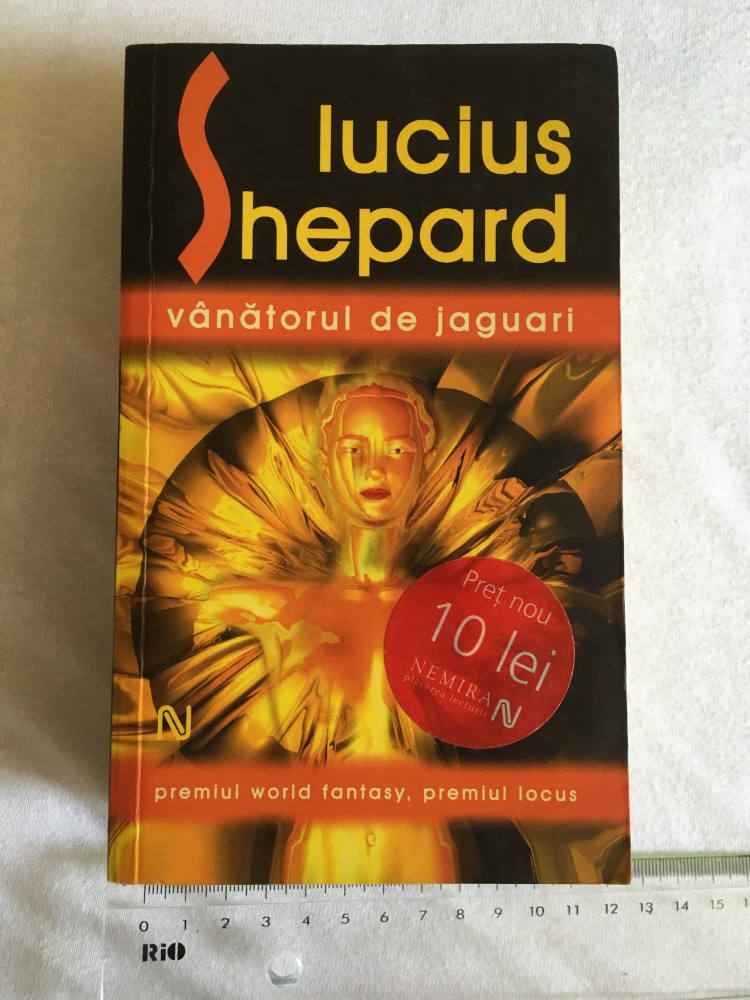 lucius
Shepard
vânătorul de jaguari
Preț nou
10 lei
NEMIRA
plăcerea lecturii
N
N
premiul world fantasy, premiul locus
0 1 2 3 4 5 6 7 8 9 10 11 12 13 14 15
RiO